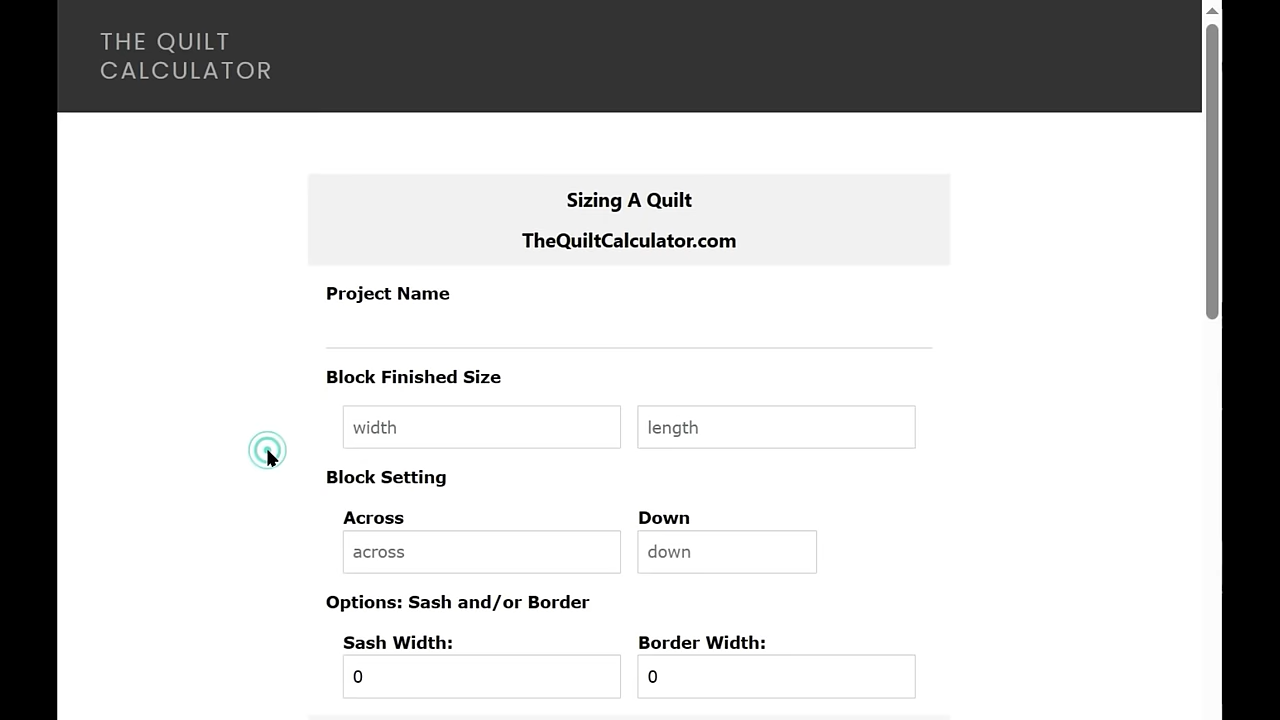 THE QUILT
CALCULATOR
Sizing A Quilt
TheQuiltCalculator.com
Project Name
Block Finished Size
width length
Block Setting
Across Down
across down
Options: Sash and/or Border
Sash Width: Border Width:
0 0